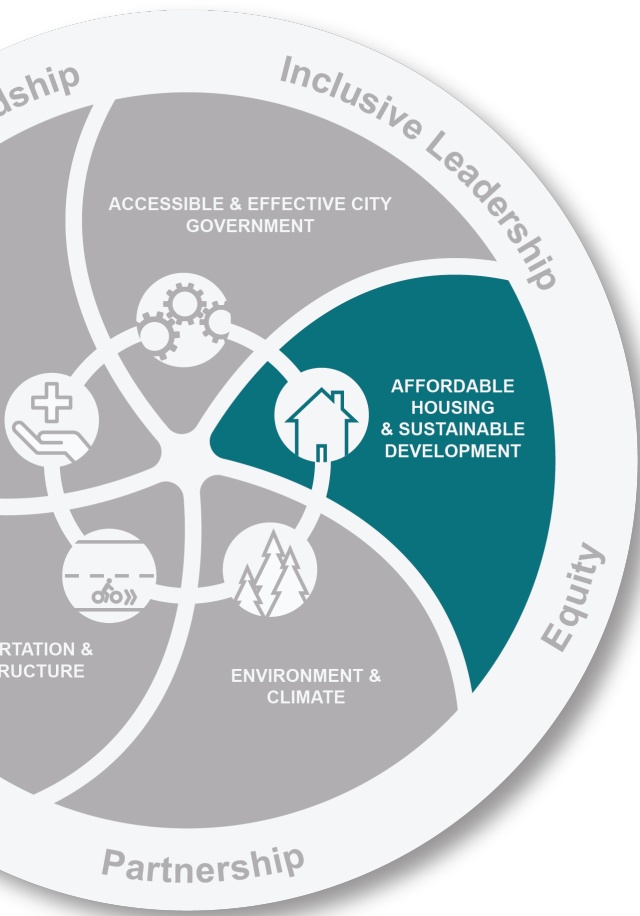 dship
Inclusive Leadership
ACCESSIBLE & EFFECTIVE CITY
GOVERNMENT
AFFORDABLE
HOUSING
& SUSTAINABLE
DEVELOPMENT
Equity
RTATION &
RUCTURE
ENVIRONMENT &
CLIMATE
Partnership